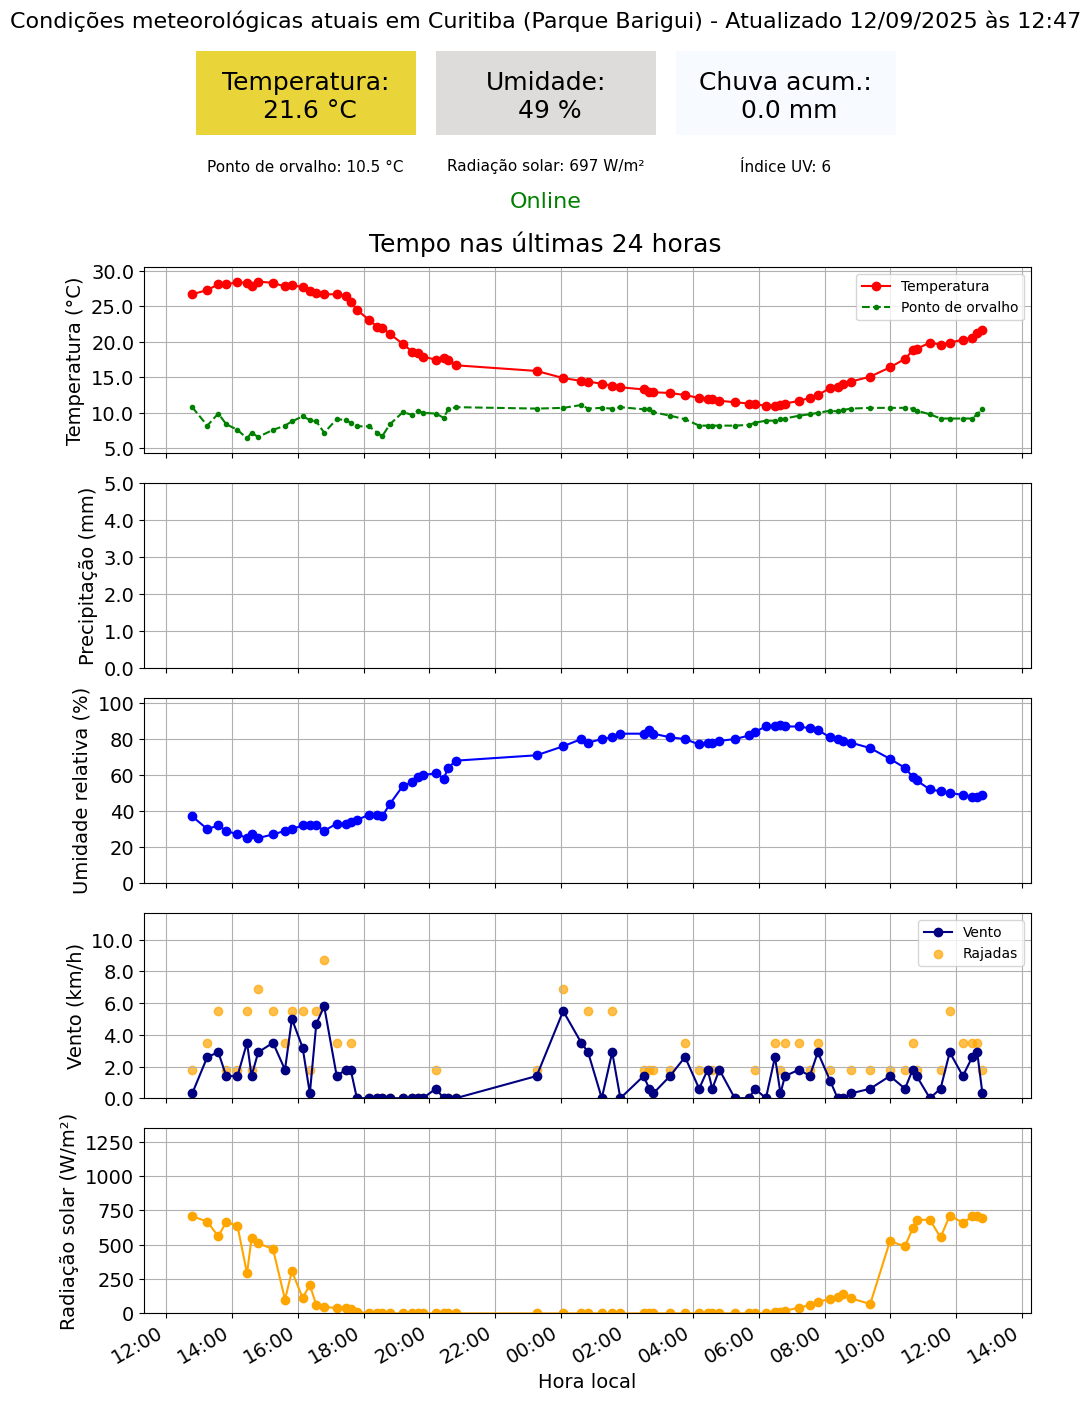 Condições meteorológicas atuais em Curitiba (Parque Barigui) - Atualizado 12/09/2025 às 12:47
Temperatura:
21.6 °C
Umidade:
49 %
Chuva acum.:
0.0 mm
Ponto de orvalho: 10.5 °C
Radiação solar: 697 W/m²
Índice UV: 6
Online
Tempo nas últimas 24 horas
Temperatura (°C)
30.0
25.0
20.0
15.0
10.0
5.0
Temperatura
Ponto de orvalho
Precipitação (mm)
5.0
4.0
3.0
2.0
1.0
0.0
Umidade relativa (%)
100
80
60
40
20
0
Vento (km/h)
10.0
8.0
6.0
4.0
2.0
0.0
Vento
Rajadas
Radiação solar (W/m²)
1250
1000
750
500
250
0
12:00
14:00
16:00
18:00
20:00
22:00
00:00
02:00
04:00
06:00
08:00
10:00
12:00
14:00
Hora local